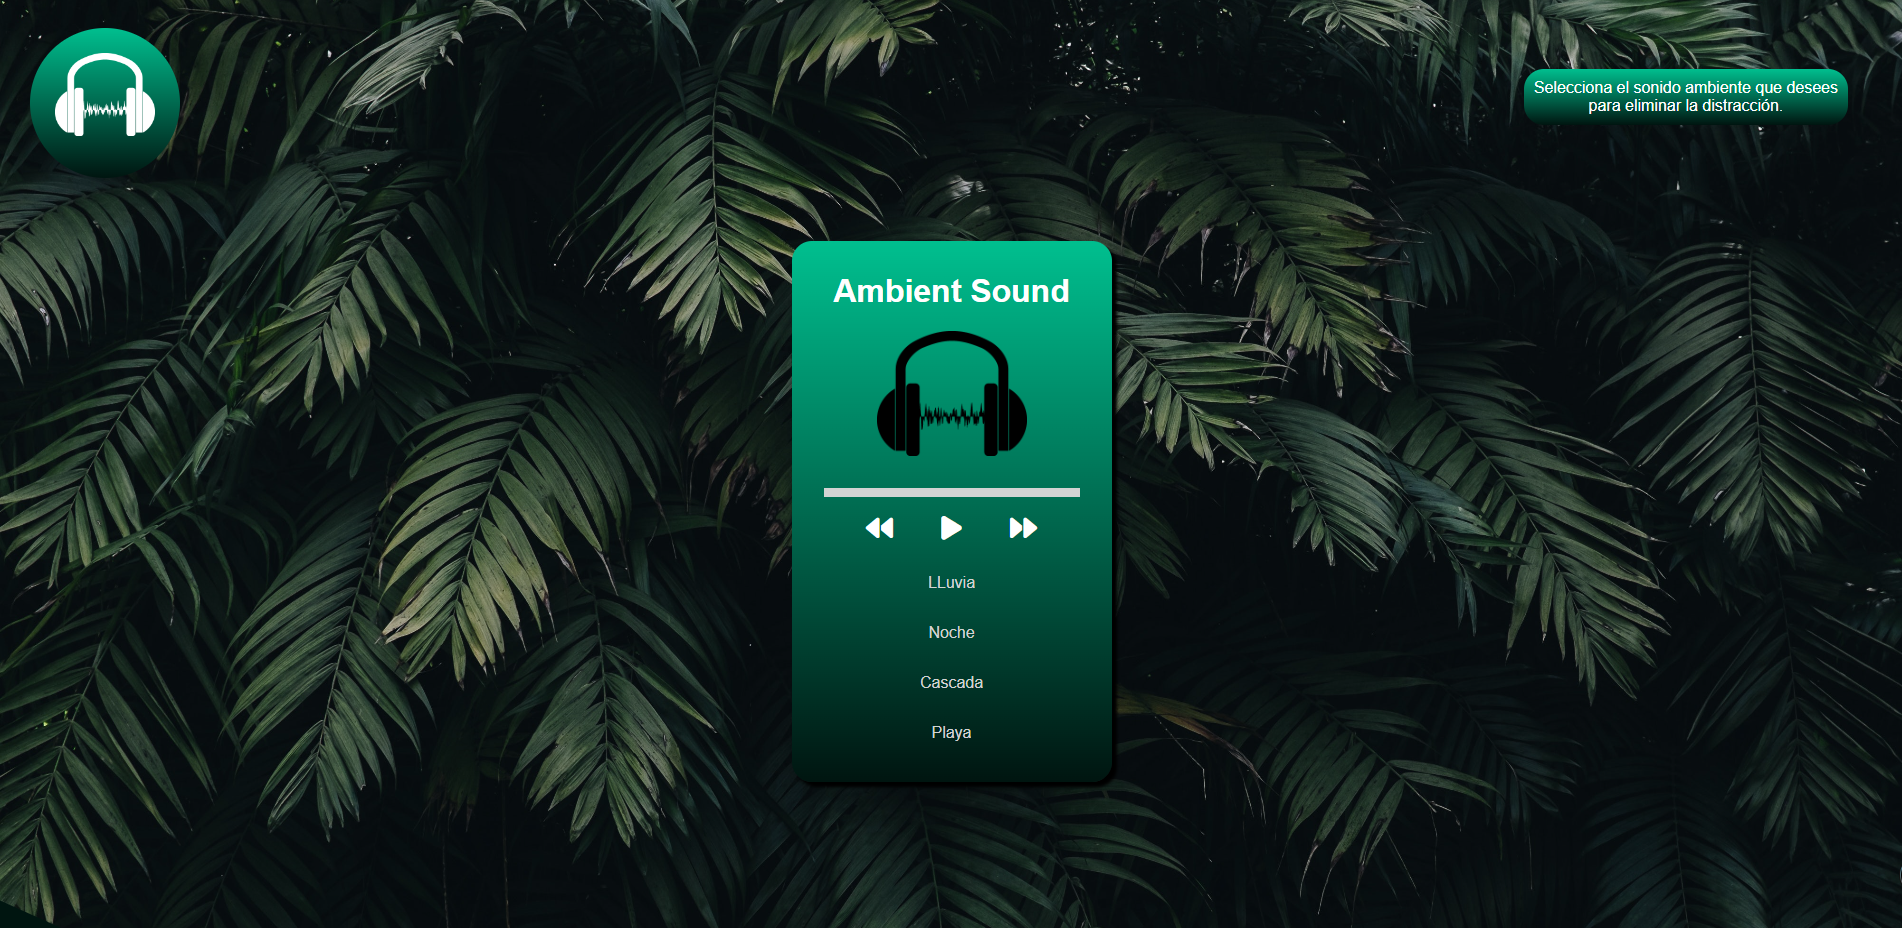 Selecciona el sonido ambiente que desees
para eliminar la distracción.
Ambient Sound
LLuvia
Noche
Cascada
Playa